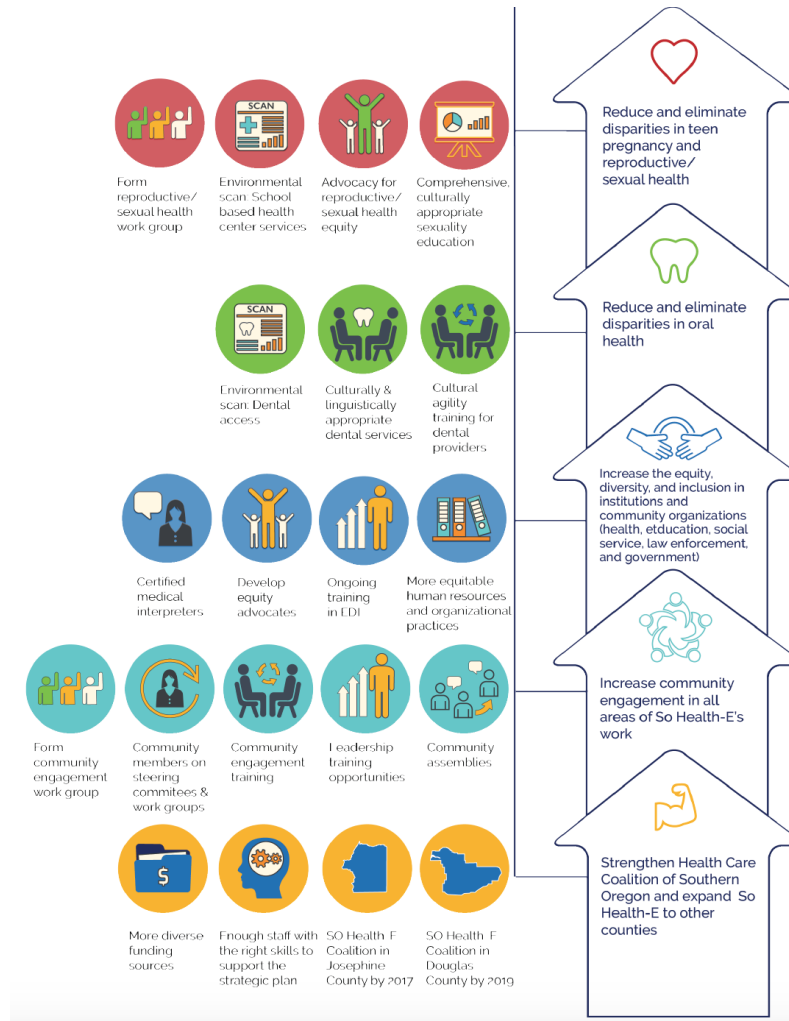 SCAN
Form
reproductive/
sexual health
work group
Environmental
scan: School
based health
center services
Advocacy for
reproductive/
sexual health
equity
Comprehensive,
culturally
appropriate
sexuality
education
Reduce and eliminate
disparities in teen
pregnancy and
reproductive/
sexual health
SCAN
Environmental
scan: Dental
access
Culturally &
linguistically
appropriate
dental services
Cultural
agility
training for
dental
providers
Reduce and eliminate
disparities in oral
health
Certified
medical
interpreters
Develop
equity
advocates
Ongoing
training
in EDI
More equitable
human resources
and organizational
practices
Increase the equity,
diversity, and inclusion in
institutions and
community organizations
(health, etducation, social
service, law enforcement,
and government)
Form
community
engagement
work group
Community
members on
steering
commitees &
work groups
Community
engagement
training
Leadership
training
opportunities
Community
assemblies
Increase community
engagement in all
areas of So Health-E's
work
$
More diverse
funding
sources
Enough staff with
the right skills to
support the
strategic plan
SO Health F
Coalition in
Josephine
County by 2017
SO Health F
Coalition in
Douglas
County by 2019
Strengthen Health Care
Coalition of Southern
Oregon and expand So
Health-E to other
counties